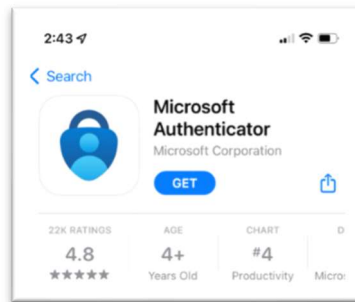 2:43
Search
Microsoft
Authenticator
Microsoft Corporation
GET
22K RATINGS
AGE
CHART
D
4.8
4+
#4
Years Old
Productivity
Micro